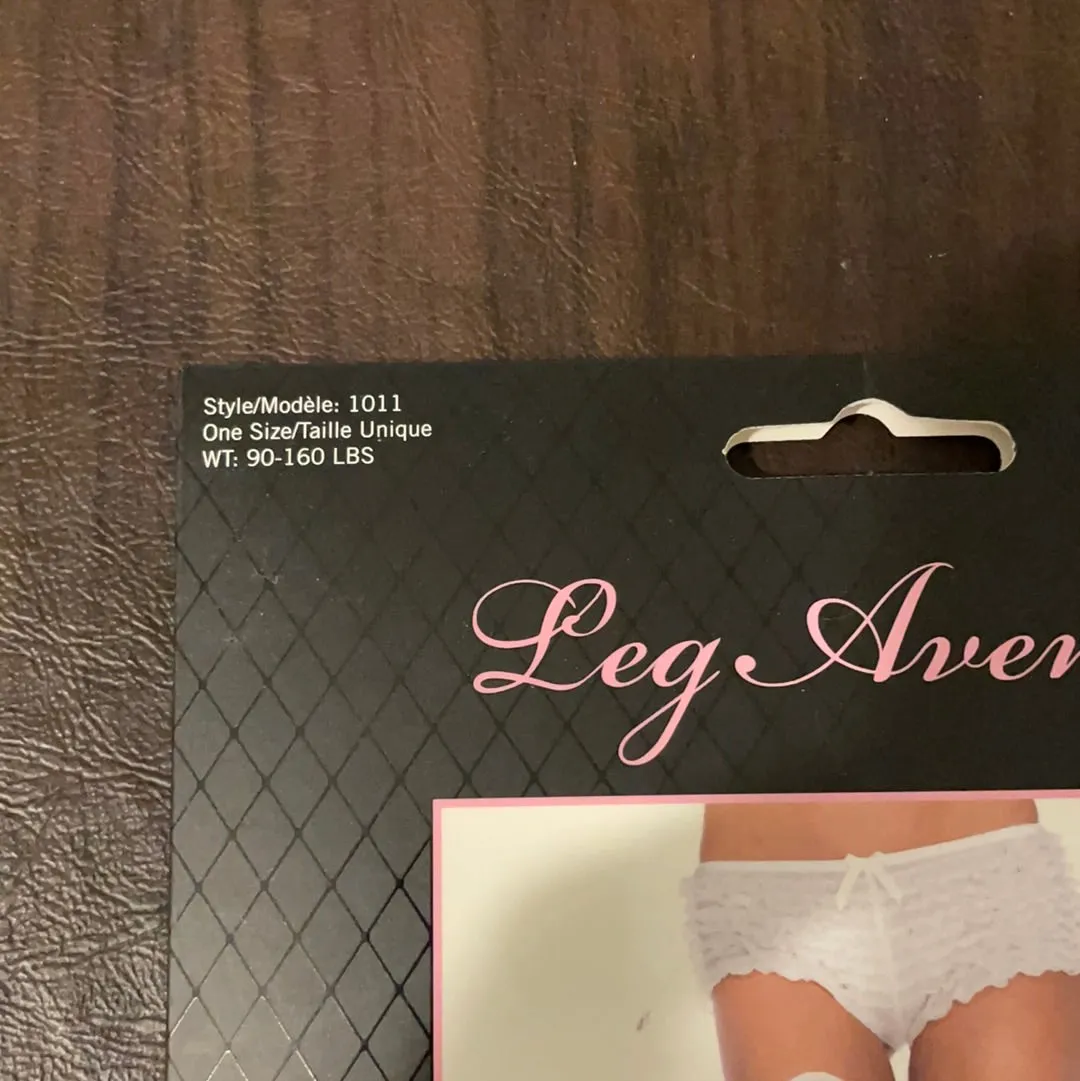 Style/Modèle: 1011
One Size/Taille Unique
WT: 90-160 LBS
Leg Aven